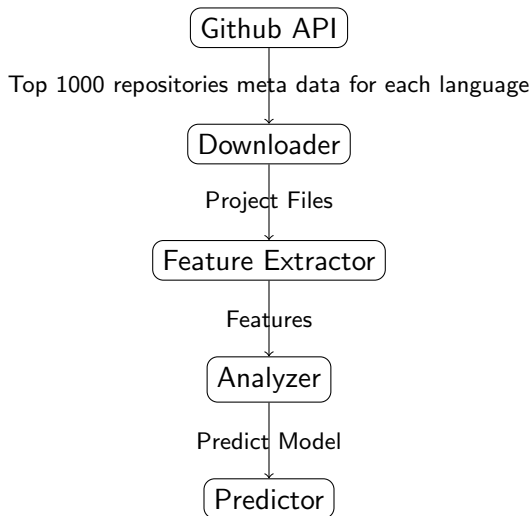 Github API
Top 1000 repositories meta data for each language
Downloader
Project Files
Feature Extractor
Features
Analyzer
Predict Model
Predictor